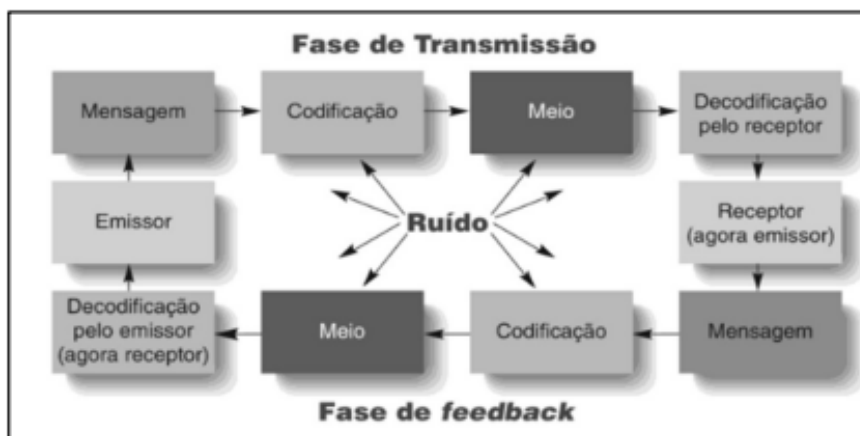 Fase de Transmissão
Mensagem
Codificação
Meio
Decodificação
pelo receptor
Emissor
Ruído
Receptor
(agora emissor)
Decodificação
pelo emissor
(agora receptor)
Meio
Codificação
Mensagem
Fase de feedback